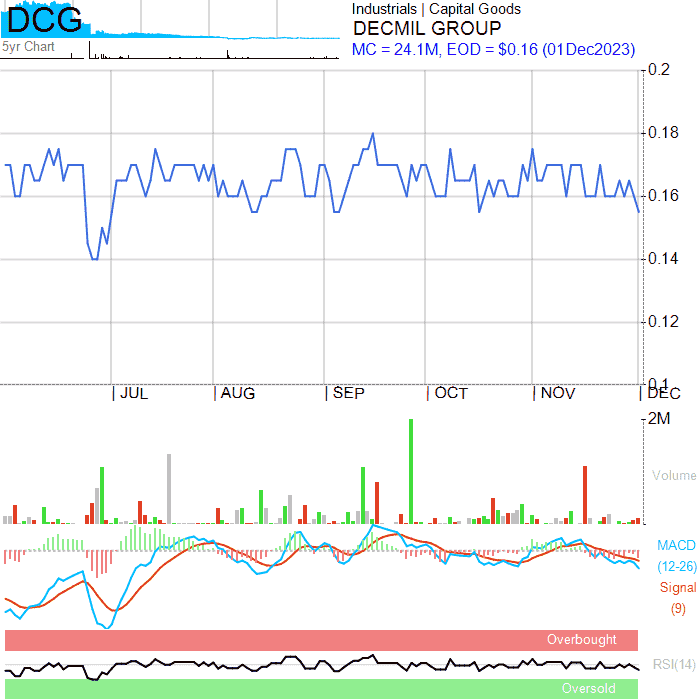 DCG
5yr Chart
Industrials | Capital Goods
DECMIL GROUP
MC = 24.1M, EOD = $0.16 (01Dec2023)
0.2
0.18
0.16
0.14
0.12
0.1
JUL AUG SEP OCT NOV DEC
2M
Volume
MACD
(12-26)
Signal
(9)
Overbought
RSI(14)
Oversold